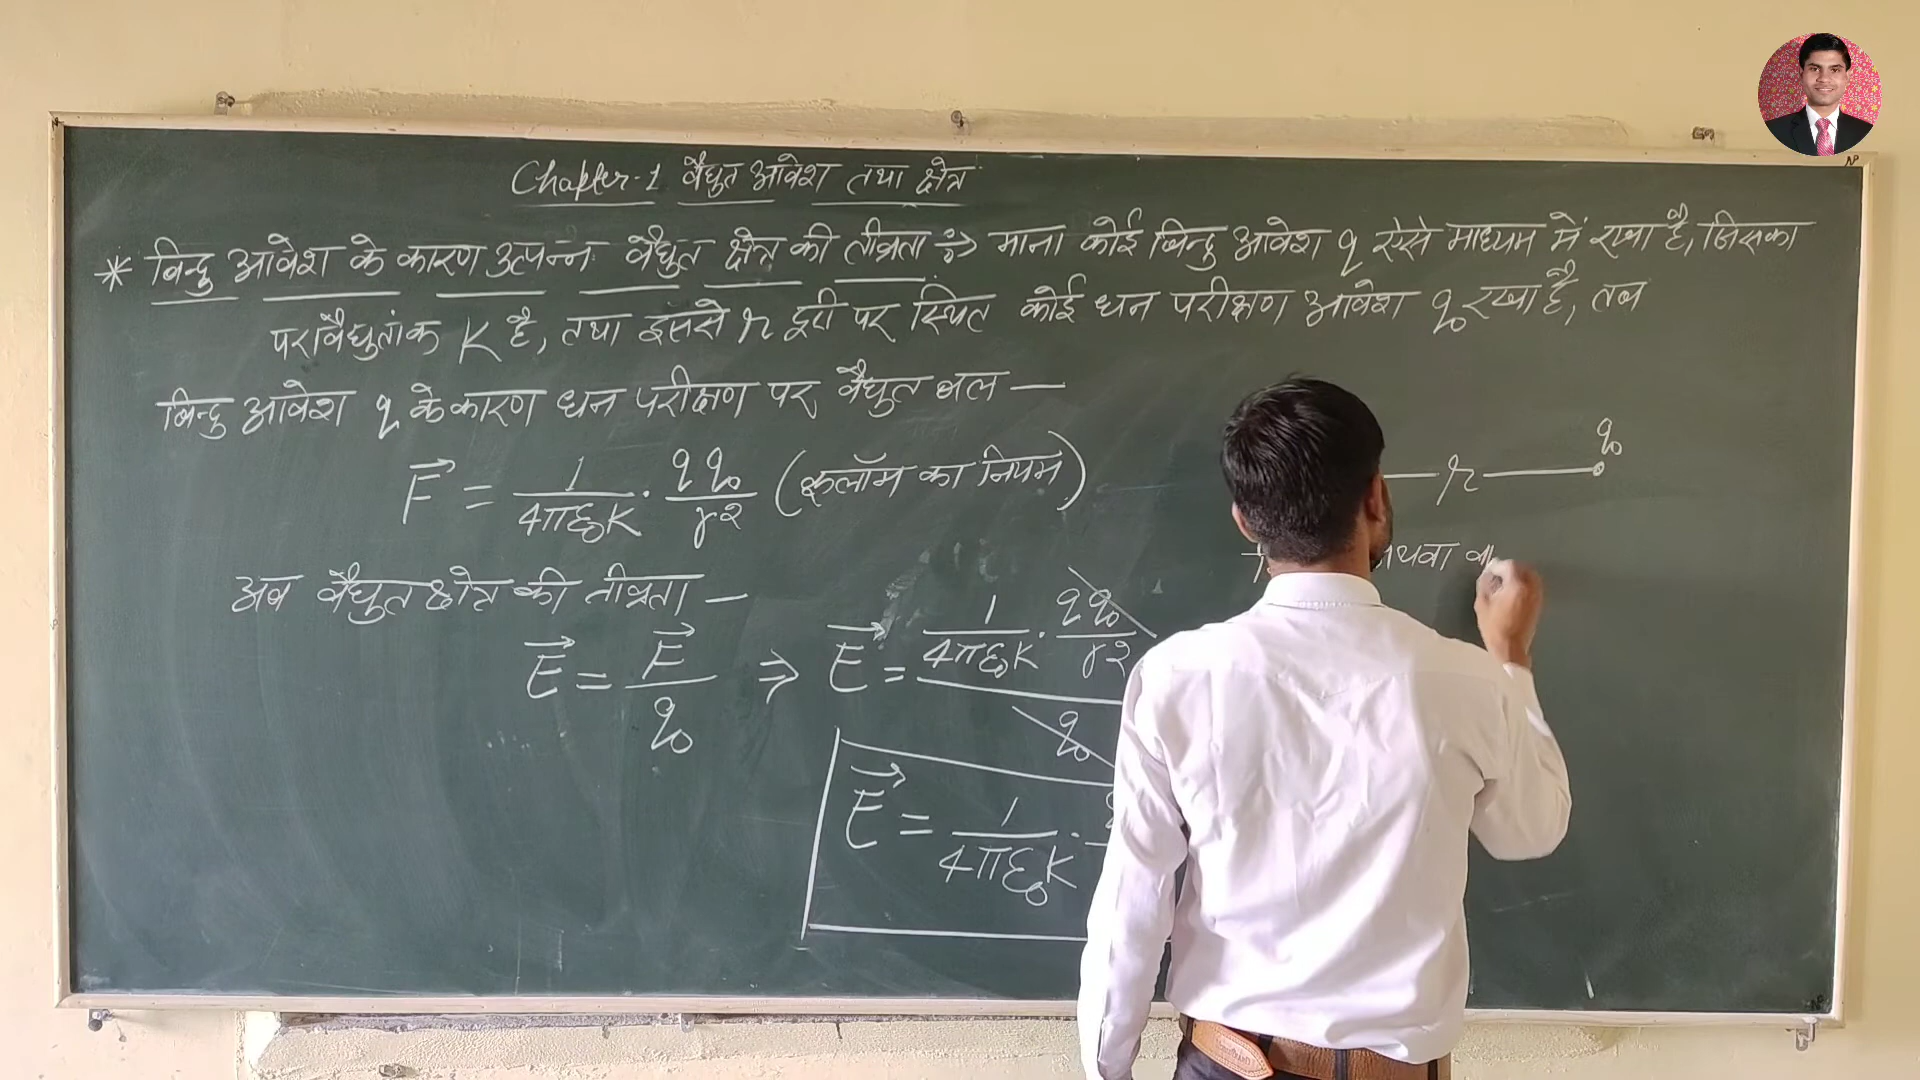 Chapter-1 वैद्युत आवेश तथा क्षेत्र
* बिन्दु आवेश के कारण उत्पन्न वैद्युत क्षेत्र की तीव्रता ÷> माना कोई बिन्दु आवेश q ऐसे माध्यम में रखा है, जिसका
परावैद्युतांक K है, तथा इससे r दूरी पर स्थित कोई धन परीक्षण आवेश q₀ रखा है, तब
बिन्दु आवेश q के कारण धन परीक्षण पर वैद्युत बल —
F⃗ = 1/4πε₀K · qq₀/r² (कूलॉम का नियम)
q₀
r
अब वैद्युत क्षेत्र की तीव्रता —
E⃗ = F⃗/q₀ ⇒ E⃗ = 1/4πε₀K · qq₀/r² / q₀
E⃗ = 1/4πε₀K ·